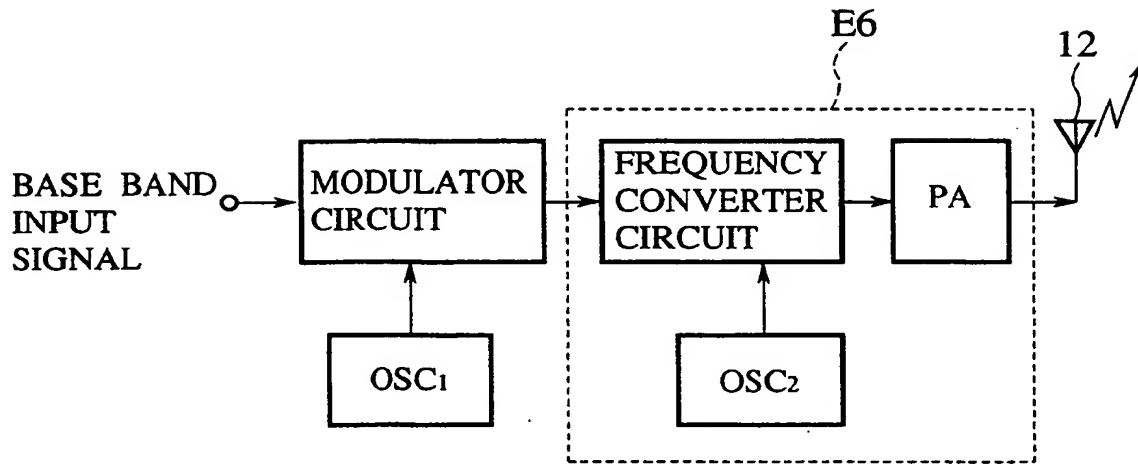 E6
12
BASE BAND
INPUT
SIGNAL
MODULATOR
CIRCUIT
FREQUENCY
CONVERTER
CIRCUIT
PA
OSC1
OSC2